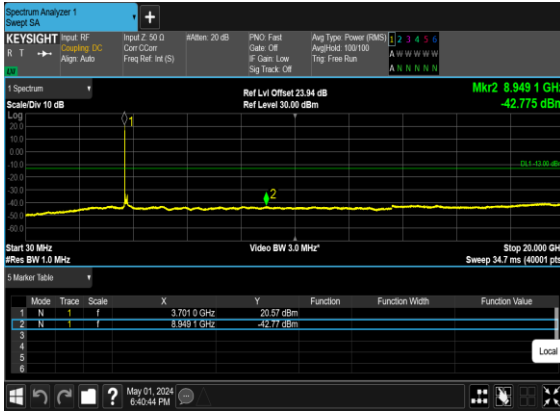 Spectrum Analyzer 1
Swept SA
+
KEYSIGHT Input: RF Input Z: 50 Ω #Atten: 20 dB PNO: Fast Avg Type: Power (RMS) 1 2 3 4 5 6
R T Coupling: DC Corr CCorr Gate: Off Avg|Hold: 100/100 A W W W W W
Align: Auto Freq Ref: Int (S) IF Gain: Low Trig: Free Run
Sig Track: Off A N N N N N
1 Spectrum Ref Lvl Offset 23.94 dB Mkr2 8.949 1 GHz
Scale/Div 10 dB Ref Level 30.00 dBm -42.775 dBm
Log
20.0
10.0
0.00
-10.0
-20.0
-30.0
-40.0
-50.0
-60.0
1
DL1 -13.00 dBm
2
Start 30 MHz Video BW 3.0 MHz* Stop 20.000 GHz
#Res BW 1.0 MHz Sweep 34.7 ms (40001 pts)
5 Marker Table
Mode Trace Scale X Y Function Function Width Function Value
1 N 1 f 3.701 0 GHz 20.57 dBm
2 N 1 f 8.949 1 GHz -42.77 dBm
3
4
5
6
Local
? May 01, 2024
6:40:44 PM